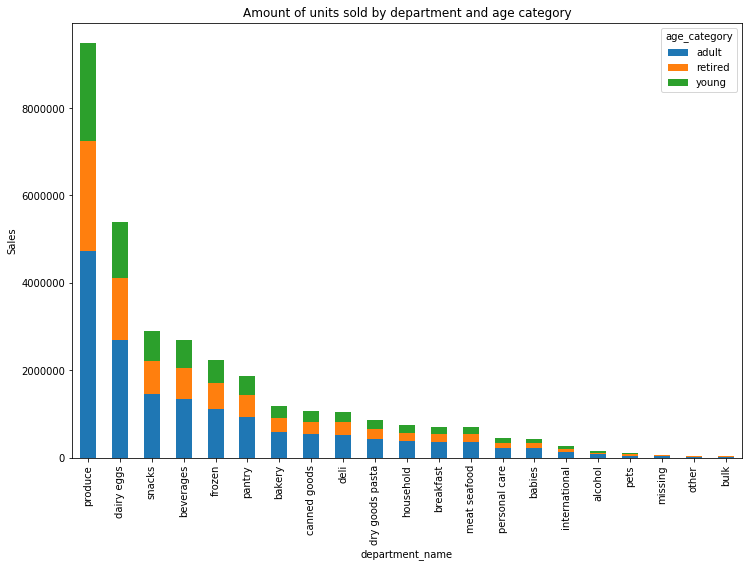 Amount of units sold by department and age category
age_category
adult
retired
young
Sales
8000000
6000000
4000000
2000000
0
produce
dairy eggs
snacks
beverages
frozen
pantry
bakery
canned goods
deli
dry goods pasta
household
breakfast
meat seafood
personal care
babies
international
alcohol
pets
missing
other
bulk
department_name